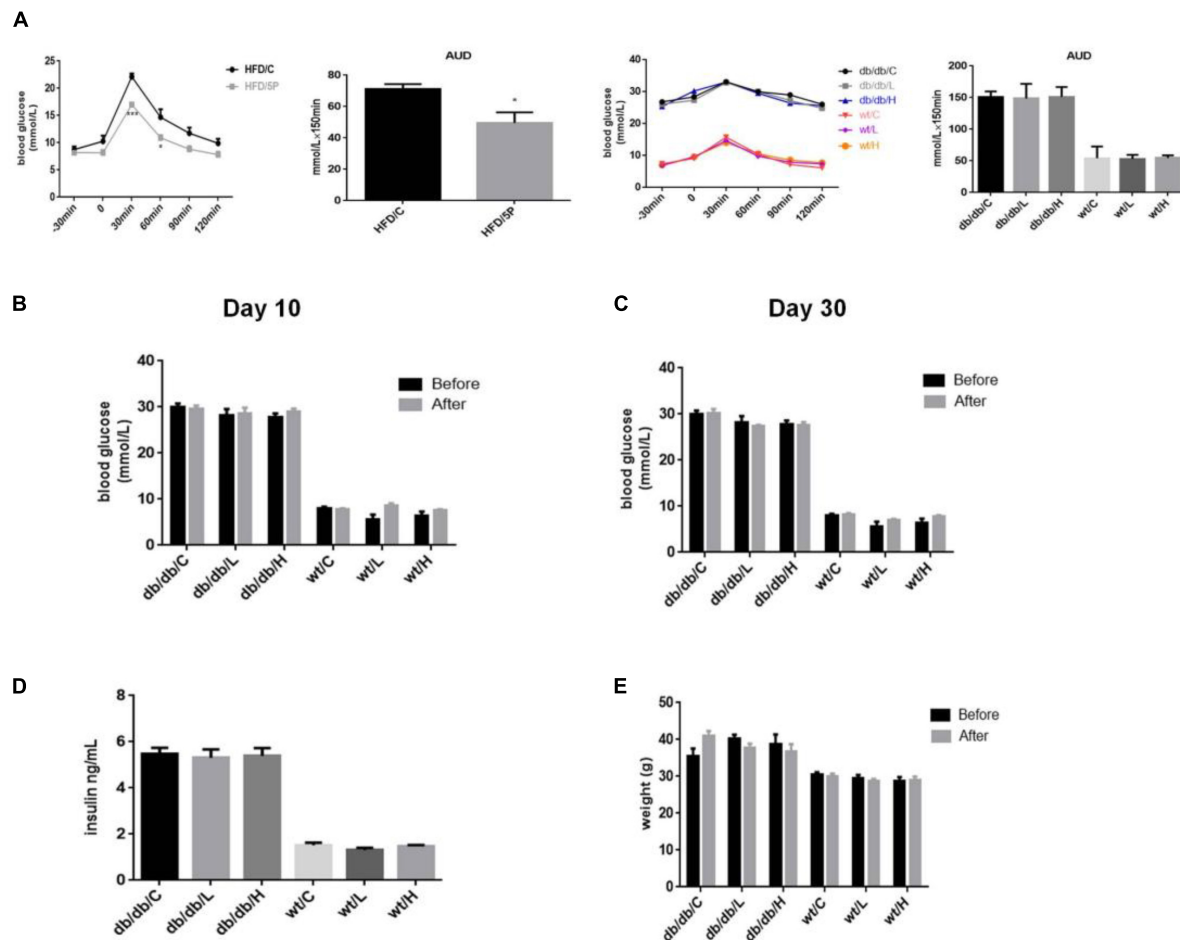 A
blood glucose
(mmol/L)
25
20
15
10
5
0
-30min
0
30min
60min
90min
120min
***
*
HFD/C
HFD/5P
AUD
mmol/L×150min
80
60
40
20
0
*
HFD/C
HFD/5P
blood glucose
(mmol/L)
40
30
20
10
0
-30min
0
30min
60min
90min
120min
db/db/C
db/db/L
db/db/H
wt/C
wt/L
wt/H
AUD
mmol/L×150min
200
150
100
50
0
db/db/C
db/db/L
db/db/H
wt/C
wt/L
wt/H
B
Day 10
blood glucose
(mmol/L)
40
30
20
10
0
Before
After
db/db/C
db/db/L
db/db/H
wt/C
wt/L
wt/H
C
Day 30
blood glucose
(mmol/L)
40
30
20
10
0
Before
After
db/db/C
db/db/L
db/db/H
wt/C
wt/L
wt/H
D
insulin ng/mL
8
6
4
2
0
db/db/C
db/db/L
db/db/H
wt/C
wt/L
wt/H
E
weight (g)
50
40
30
20
10
0
Before
After
db/db/C
db/db/L
db/db/H
wt/C
wt/L
wt/H